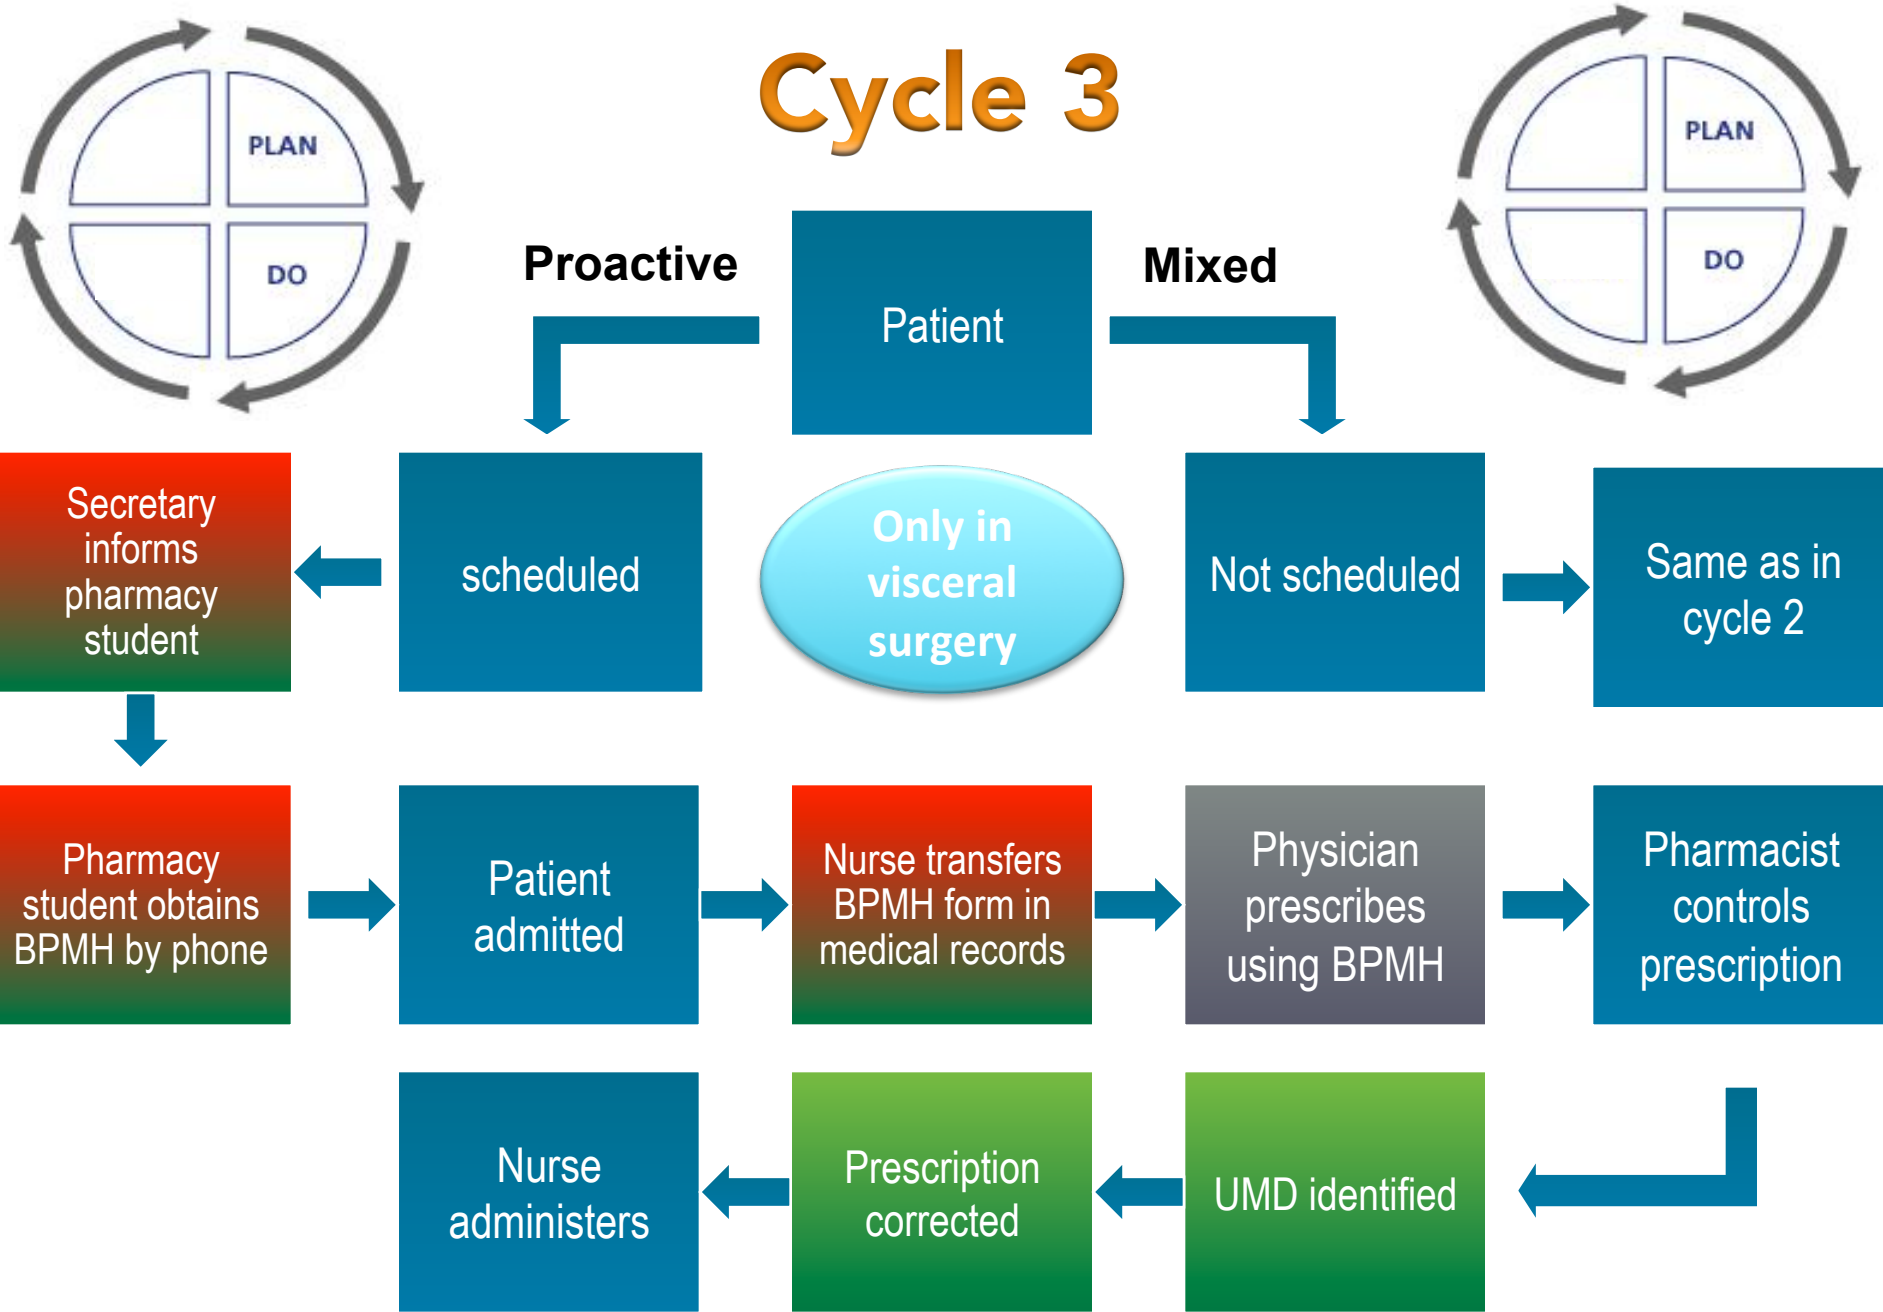 Cycle 3
PLAN
DO
PLAN
DO
Proactive
Patient
Mixed
Secretary
informs
pharmacy
student
scheduled
Only in
visceral
surgery
Not scheduled
Same as in
cycle 2
Pharmacy
student obtains
BPMH by phone
Patient
admitted
Nurse transfers
BPMH form in
medical records
Physician
prescribes
using BPMH
Pharmacist
controls
prescription
Nurse
administers
Prescription
corrected
UMD identified